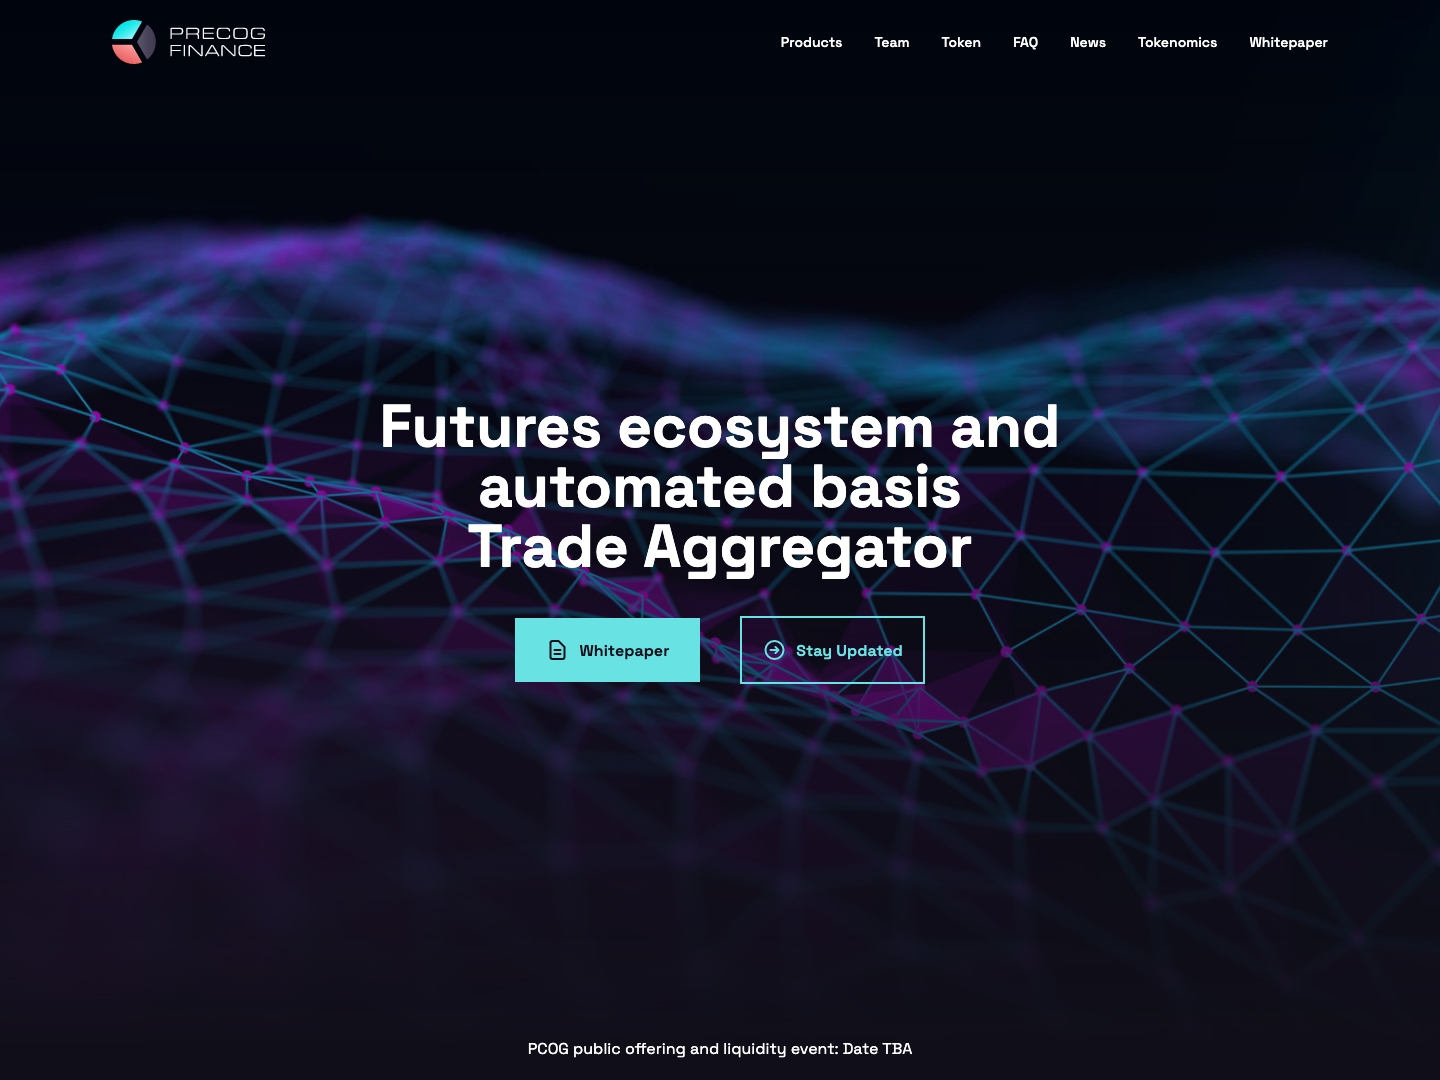 PRECOG
FINANCE
Products Team Token FAQ News Tokenomics Whitepaper
Futures ecosystem and
automated basis
Trade Aggregator
Whitepaper Stay Updated
PCOG public offering and liquidity event: Date TBA